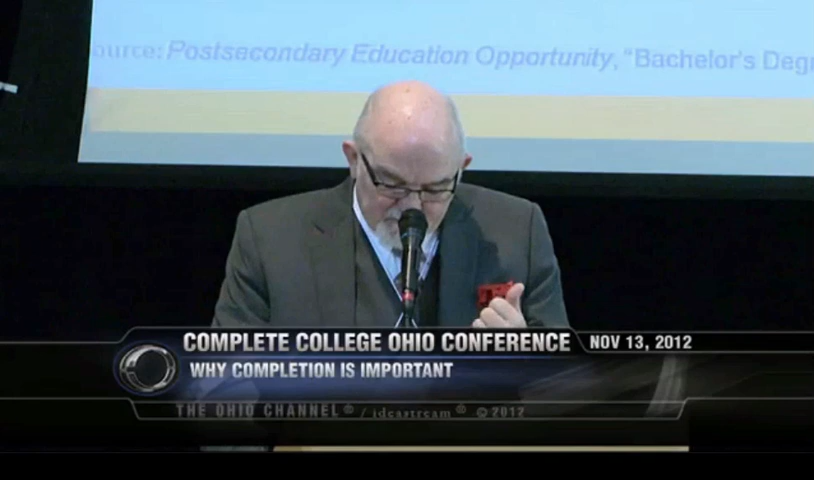 ource: Postsecondary Education Opportunity, "Bachelor's Degr
COMPLETE COLLEGE OHIO CONFERENCE NOV 13, 2012
WHY COMPLETION IS IMPORTANT
THE OHIO CHANNEL ® / ideastream ® © 2012